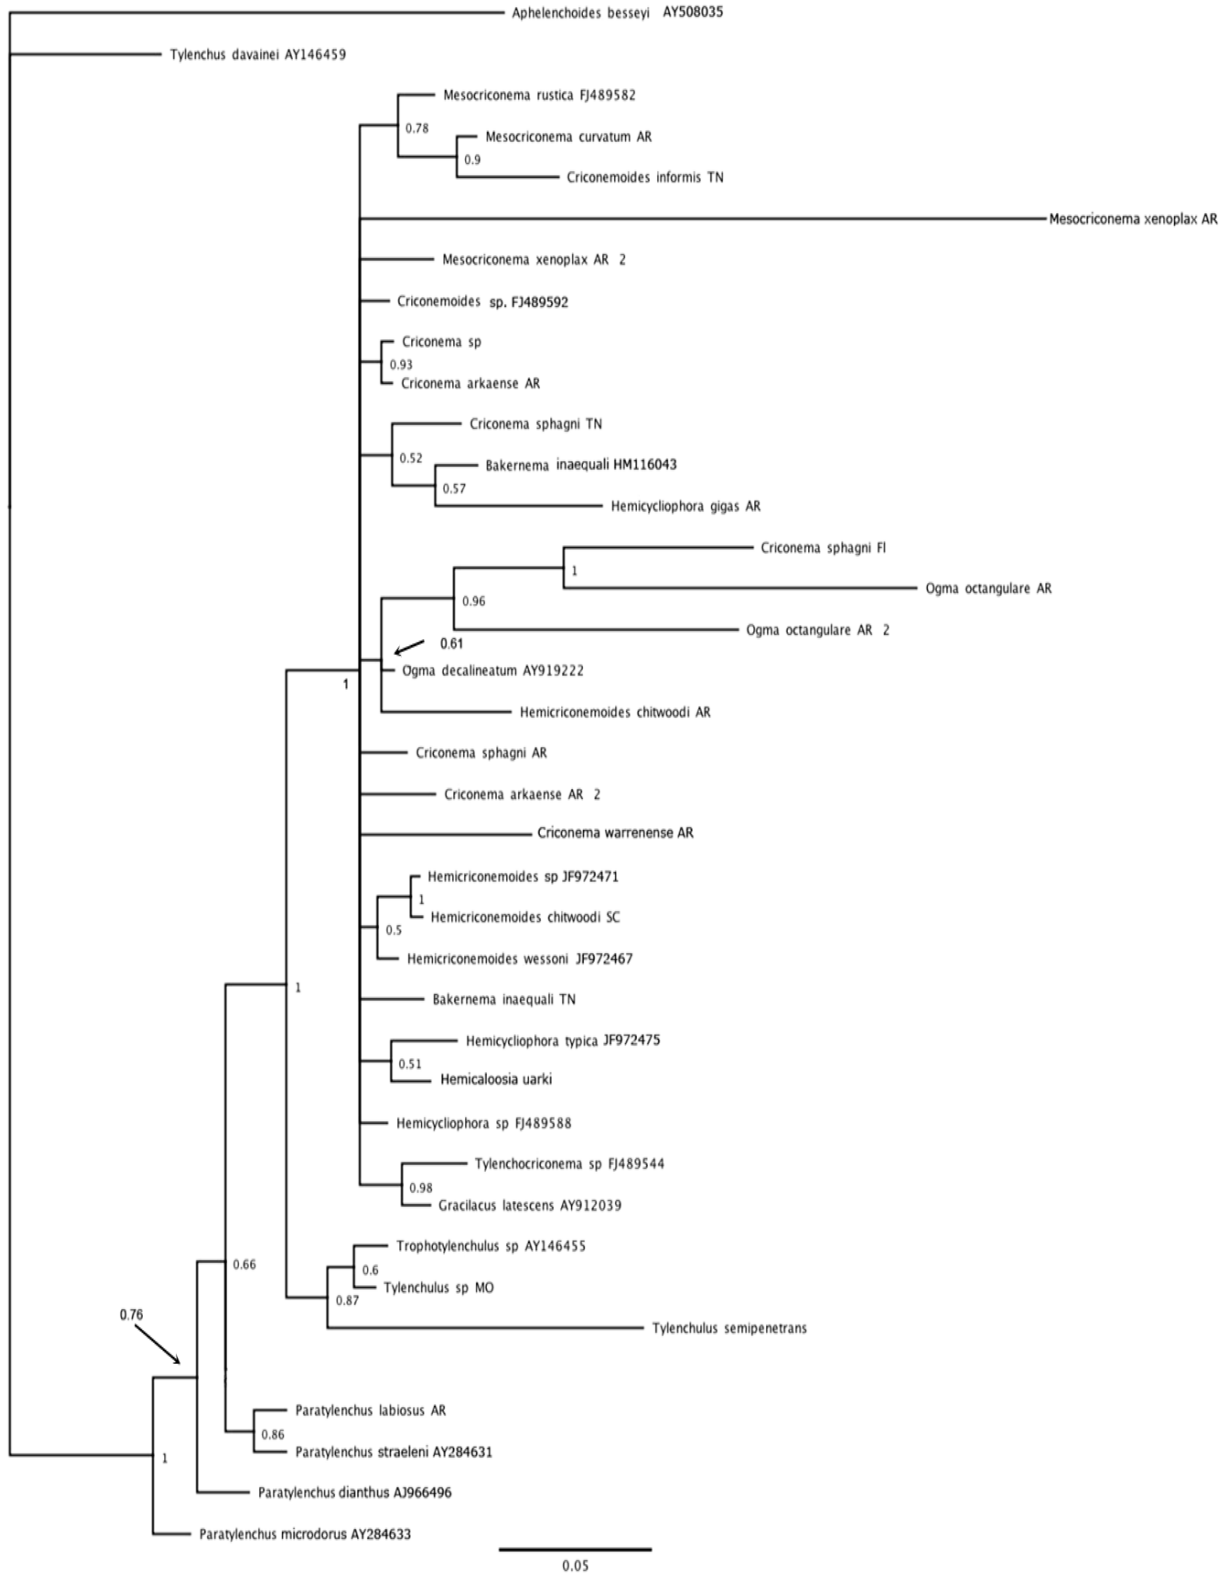 Aphelenchoides besseyi AY508035
Tylenchus davainei AY146459
Mesocriconema rustica FJ489582
0.78
Mesocriconema curvatum AR
0.9
Criconemoides informis TN
Mesocriconema xenoplax AR
Mesocriconema xenoplax AR 2
Criconemoides sp. FJ489592
Criconema sp
0.93
Criconema arkaense AR
Criconema sphagni TN
0.52
Bakernema inaequali HM116043
0.57
Hemicycliophora gigas AR
Criconema sphagni Fl
1
Ogma octangulare AR
0.96
Ogma octangulare AR 2
0.61
Ogma decalineatum AY919222
1
Hemicriconemoides chitwoodi AR
Criconema sphagni AR
Criconema arkaense AR 2
Criconema warrenense AR
Hemicriconemoides sp JF972471
1
Hemicriconemoides chitwoodi SC
0.5
Hemicriconemoides wessoni JF972467
1
Bakernema inaequali TN
Hemicycliophora typica JF972475
0.51
Hemicaloosia uarki
Hemicycliophora sp FJ489588
Tylenchocriconema sp FJ489544
0.98
Gracilacus latescens AY912039
Trophotylenchulus sp AY146455
0.66
0.6
Tylenchulus sp MO
0.87
0.76
Tylenchulus semipenetrans
Paratylenchus labiosus AR
0.86
Paratylenchus straeleni AY284631
1
Paratylenchus dianthus AJ966496
Paratylenchus microdorus AY284633
0.05